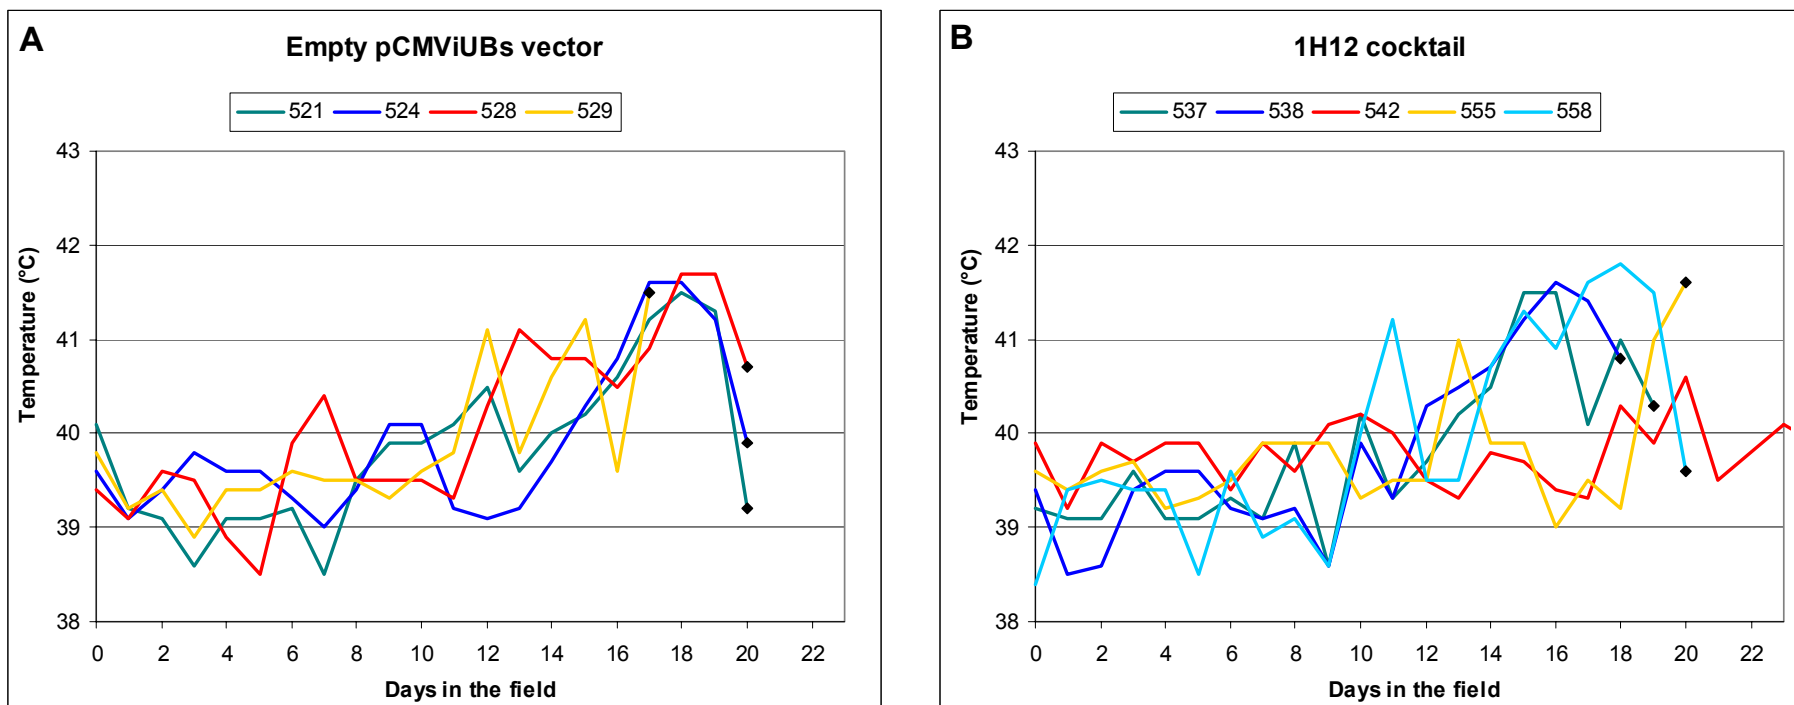 A
Empty pCMViUBs vector
521 524 528 529
43
42
41
40
39
38
Temperature (°C)
0 2 4 6 8 10 12 14 16 18 20 22
Days in the field
B
1H12 cocktail
537 538 542 555 558
43
42
41
40
39
38
Temperature (°C)
0 2 4 6 8 10 12 14 16 18 20 22
Days in the field